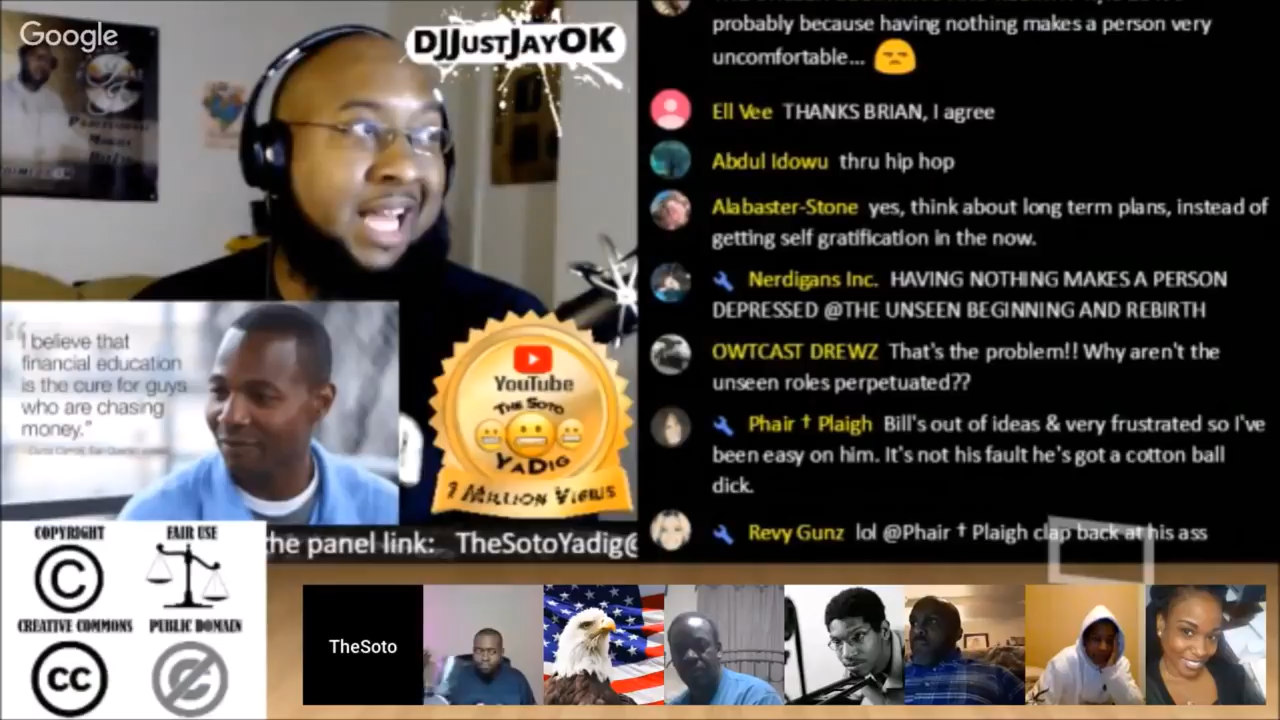 Google
DJJUSTJAYOK
probably because having nothing makes a person very
uncomfortable...
Ell Vee THANKS BRIAN, I agree
Abdul Idowu thru hip hop
Alabaster-Stone yes, think about long term plans, instead of
getting self gratification in the now.
Nerdigans Inc. HAVING NOTHING MAKES A PERSON
DEPRESSED @THE UNSEEN BEGINNING AND REBIRTH
OWTCAST DREWZ That's the problem!! Why aren't the
unseen roles perpetuated??
Phair † Plaigh Bill's out of ideas & very frustrated so I've
been easy on him. It's not his fault he's got a cotton ball
dick.
Revy Gunz lol @Phair † Plaigh clap back at his ass
“I believe that
financial education
is the cure for guys
who are chasing
money.”
YouTube
THE SOTO
YADIG
1 MILLION VIEWS
COPYRIGHT FAIR USE
CREATIVE COMMONS PUBLIC DOMAIN
cc
the panel link: TheSotoYadig@
TheSoto